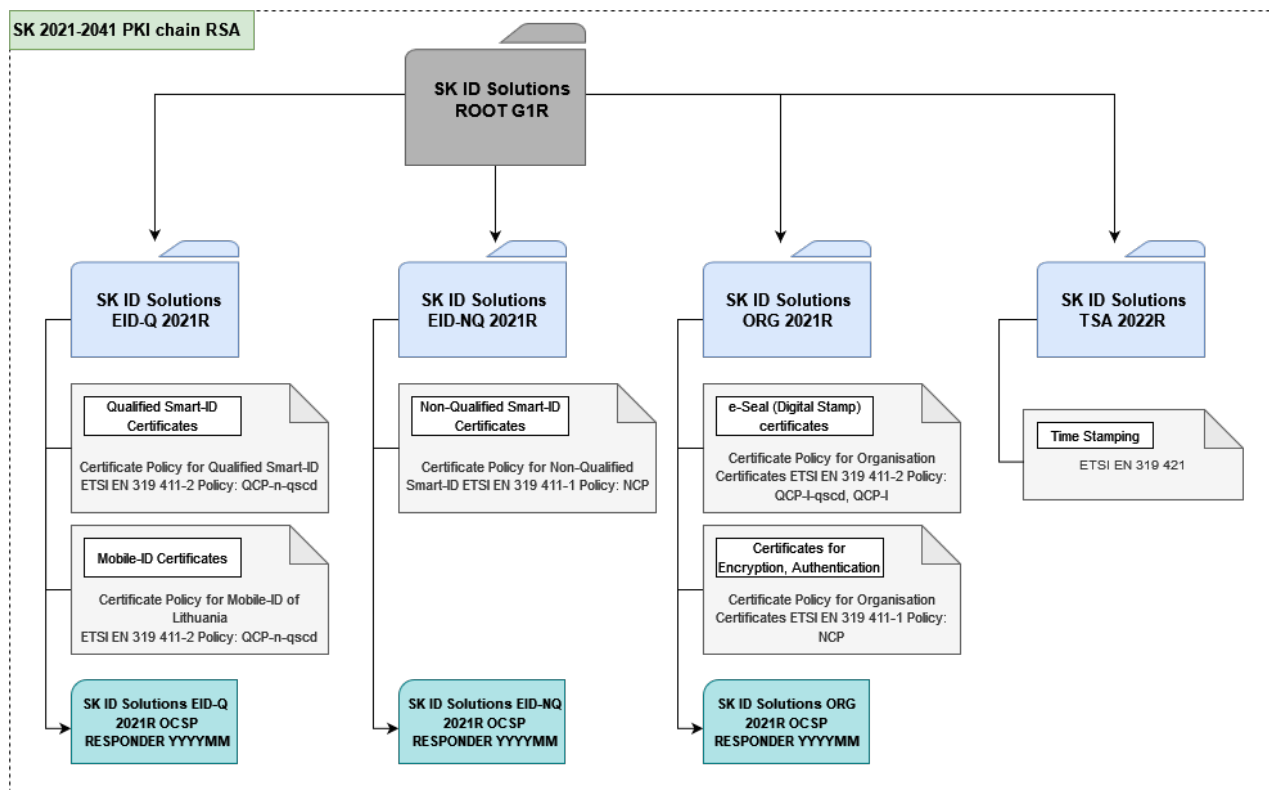 SK 2021-2041 PKI chain RSA
SK ID Solutions
ROOT G1R
SK ID Solutions
EID-Q 2021R
SK ID Solutions
EID-NQ 2021R
SK ID Solutions
ORG 2021R
SK ID Solutions
TSA 2022R
Qualified Smart-ID
Certificates
Certificate Policy for Qualified Smart-ID
ETSI EN 319 411-2 Policy: QCP-n-qscd
Non-Qualified Smart-ID
Certificates
Certificate Policy for Non-Qualified
Smart-ID ETSI EN 319 411-1 Policy: NCP
e-Seal (Digital Stamp)
certificates
Certificate Policy for Organisation
Certificates ETSI EN 319 411-2 Policy:
QCP-l-qscd, QCP-l
Time Stamping
ETSI EN 319 421
Mobile-ID Certificates
Certificate Policy for Mobile-ID of
Lithuania
ETSI EN 319 411-2 Policy: QCP-n-qscd
Certificates for
Encryption, Authentication
Certificate Policy for Organisation
Certificates ETSI EN 319 411-1 Policy:
NCP
SK ID Solutions EID-Q
2021R OCSP
RESPONDER YYYYMM
SK ID Solutions EID-NQ
2021R OCSP
RESPONDER YYYYMM
SK ID Solutions ORG
2021R OCSP
RESPONDER YYYYMM